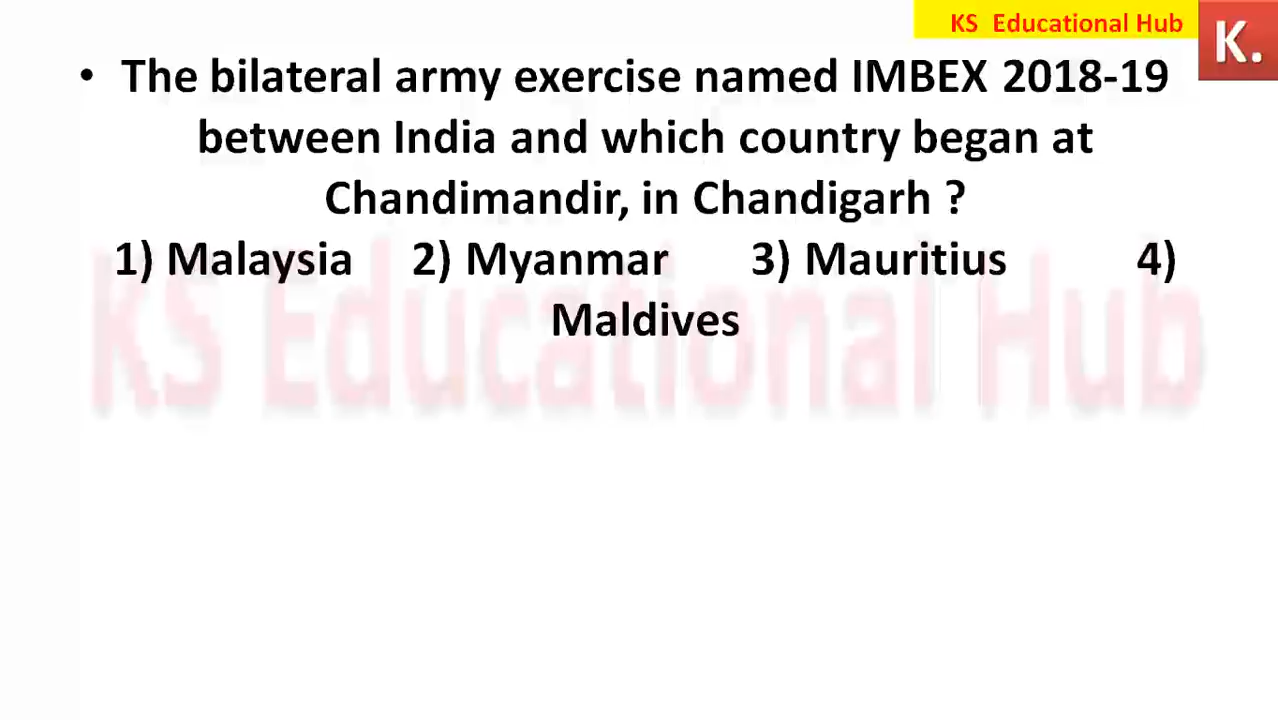 KS Educational Hub
K.
• The bilateral army exercise named IMBEX 2018-19
between India and which country began at
Chandimandir, in Chandigarh ?
1) Malaysia 2) Myanmar 3) Mauritius 4)
Maldives
KS Educational Hub